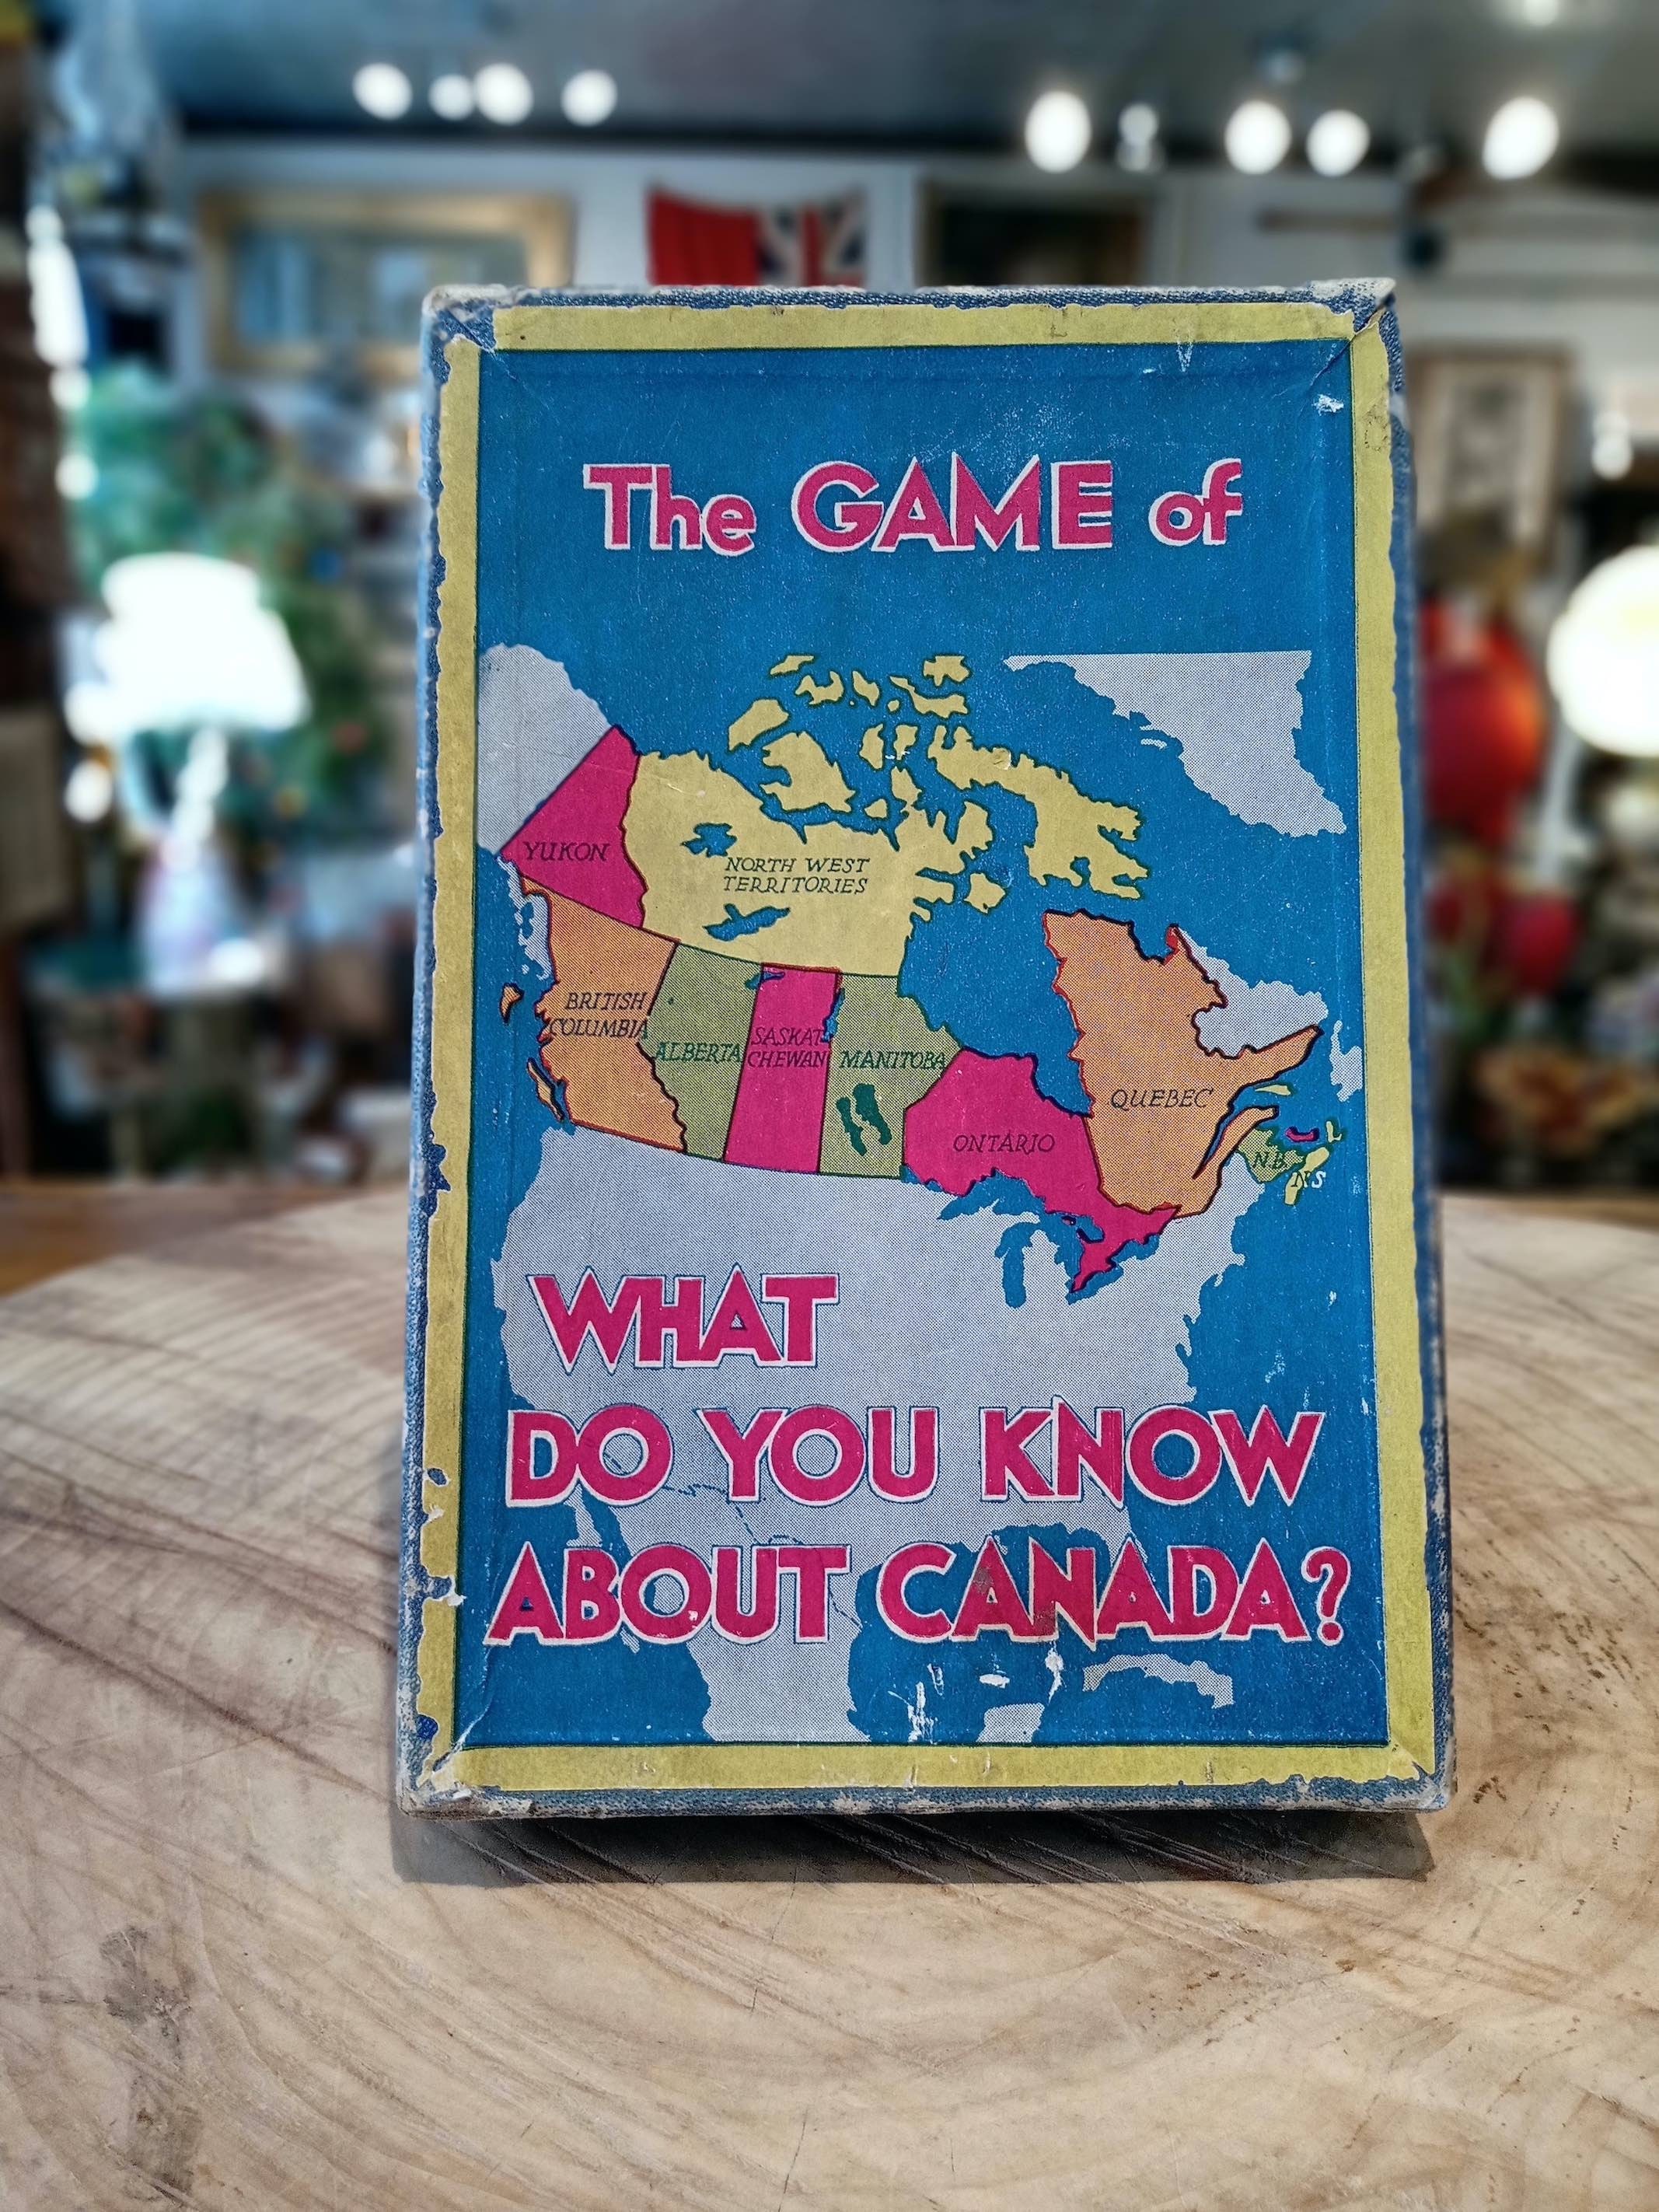 The GAME of
YUKON
NORTH WEST
TERRITORIES
BRITISH
COLUMBIA
ALBERTA
SASKAT
CHEWAN
MANITOBA
ONTARIO
QUEBEC
N.B.
N.S
WHAT
DO YOU KNOW
ABOUT CANADA?